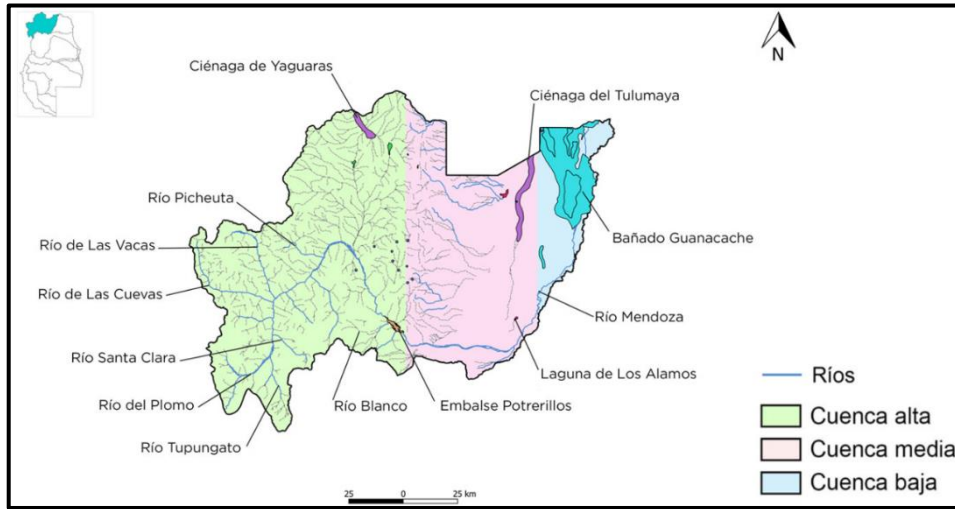 N
Ciénaga de Yaguaras
Ciénaga del Tulumaya
Río Picheuta
Río de Las Vacas
Bañado Guanacache
Río de Las Cuevas
Río Mendoza
Río Santa Clara
Laguna de Los Alamos
Río del Plomo
Río Blanco
Embalse Potrerillos
Río Tupungato
Ríos
Cuenca alta
Cuenca media
Cuenca baja
25 0 25 km